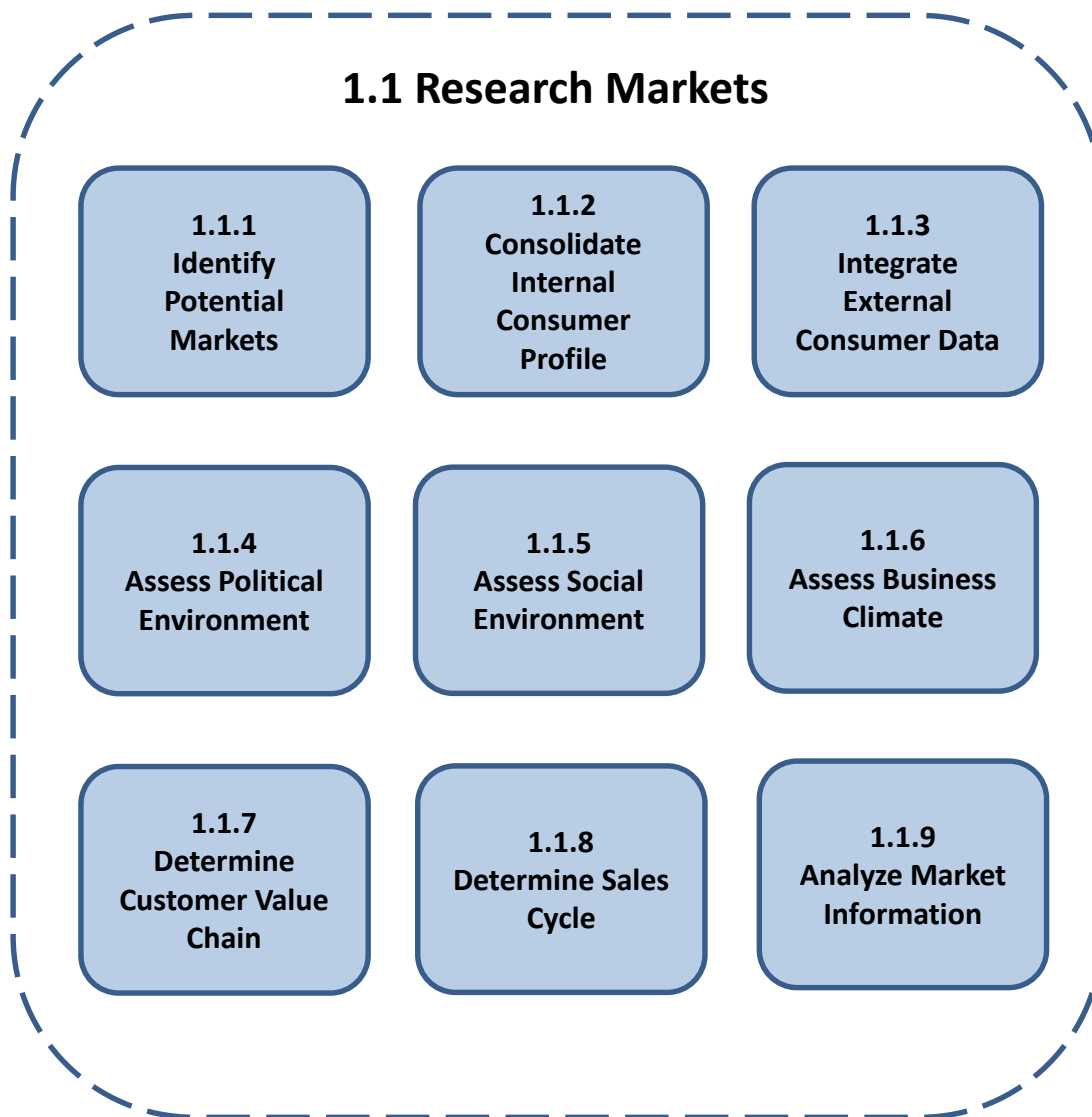 1.1 Research Markets
1.1.1
Identify
Potential
Markets
1.1.2
Consolidate
Internal
Consumer
Profile
1.1.3
Integrate
External
Consumer Data
1.1.4
Assess Political
Environment
1.1.5
Assess Social
Environment
1.1.6
Assess Business
Climate
1.1.7
Determine
Customer Value
Chain
1.1.8
Determine Sales
Cycle
1.1.9
Analyze Market
Information